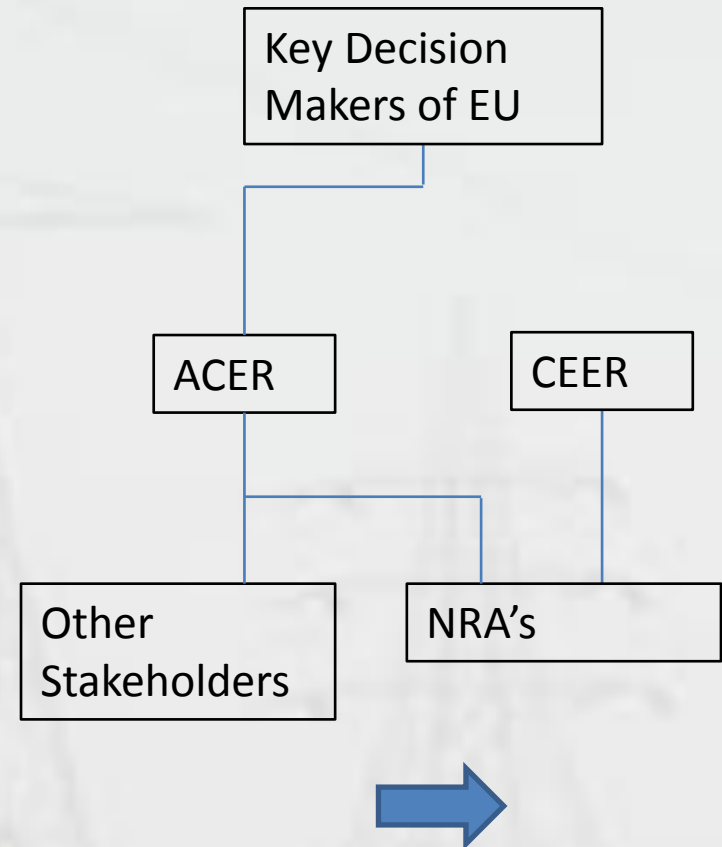 Key Decision
Makers of EU
ACER
CEER
Other
Stakeholders
NRA’s